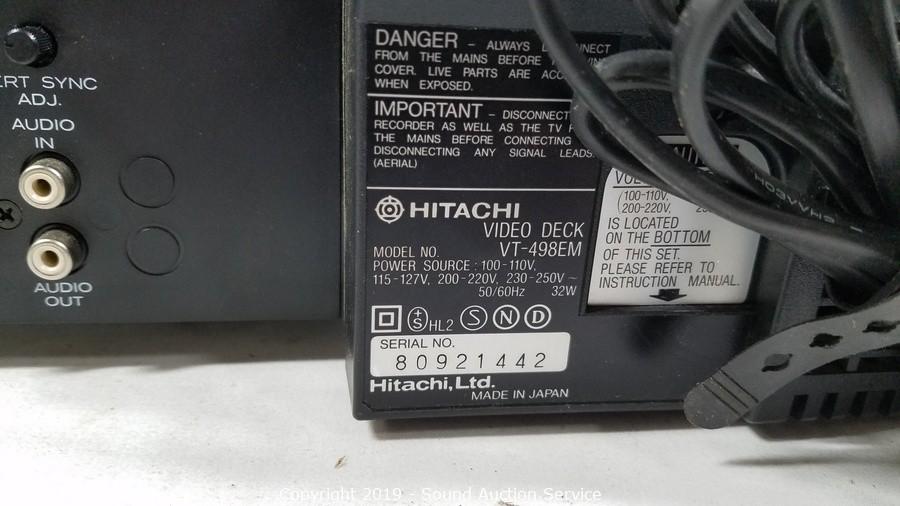 ERT SYNC
ADJ.
AUDIO
IN
AUDIO
OUT
DANGER - ALWAYS
FROM THE MAINS BEFORE
COVER. LIVE PARTS ARE
WHEN EXPOSED.
IMPORTANT - DISCONNECT
RECORDER AS WELL AS THE TV
THE MAINS BEFORE CONNECTING
DISCONNECTING ANY SIGNAL LEADS.
(AERIAL)
HITACHI
VIDEO DECK
MODEL NO. VT-498EM
POWER SOURCE : 100-110V,
115-127V, 200-220V, 230-250V ~
50/60Hz 32W
HL2 S N D
SERIAL NO.
80921442
Hitachi, Ltd.
MADE IN JAPAN
(100-110V,
(200-220V,
IS LOCATED
ON THE BOTTOM
OF THIS SET.
PLEASE REFER TO
INSTRUCTION MANUAL.
Copyright 2019 - Sound Auction Service